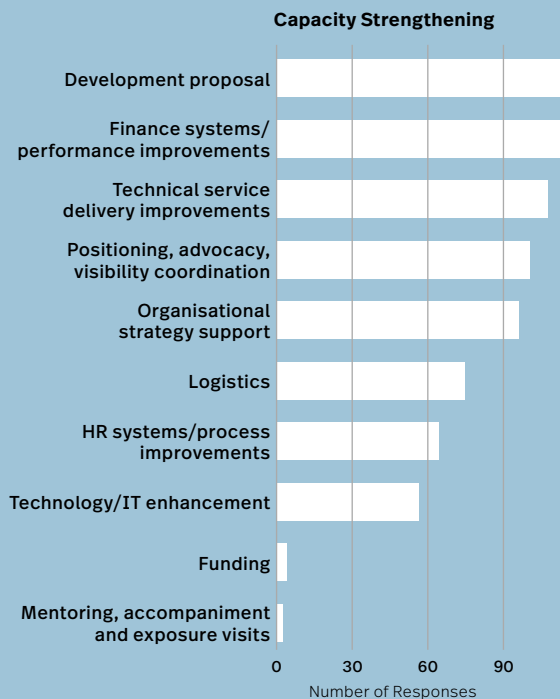 Capacity Strengthening
Development proposal
Finance systems/
performance improvements
Technical service
delivery improvements
Positioning, advocacy,
visibility coordination
Organisational
strategy support
Logistics
HR systems/process
improvements
Technology/IT enhancement
Funding
Mentoring, accompaniment
and exposure visits
0 30 60 90
Number of Responses